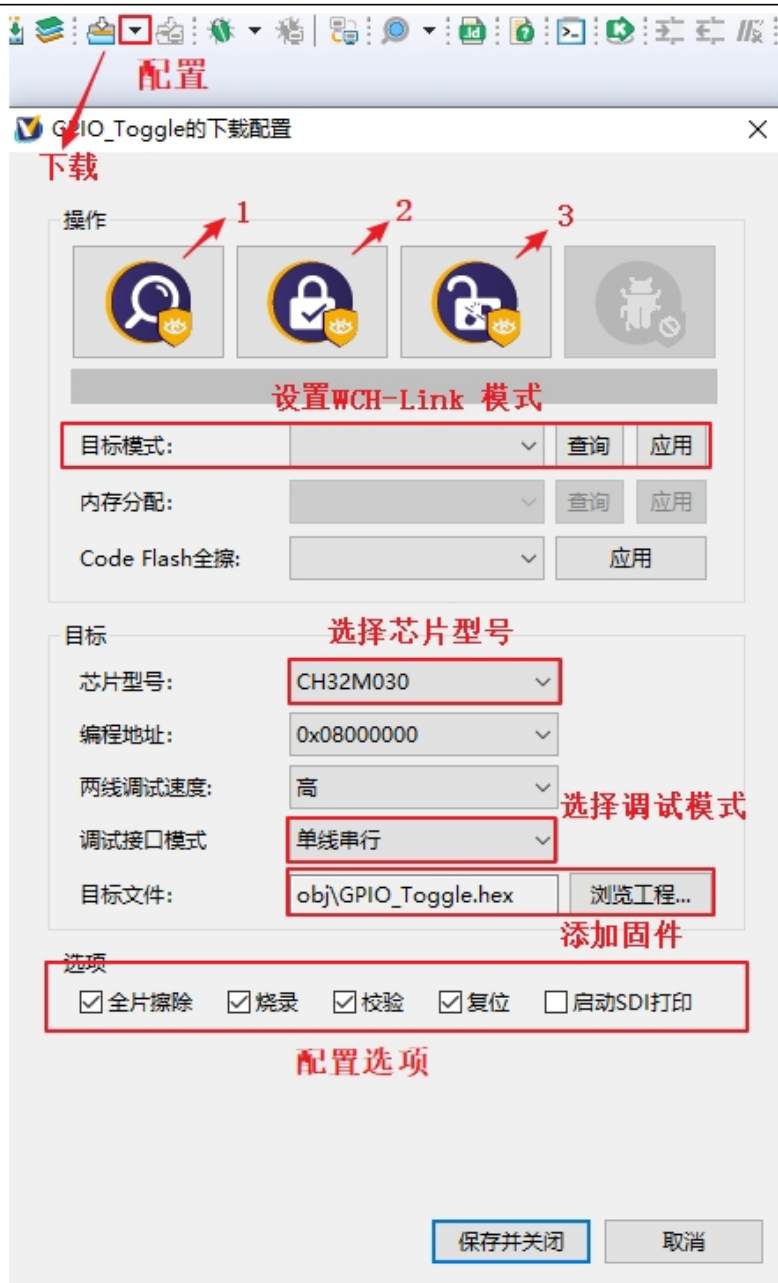 配置
GPIO_Toggle的下载配置
下载
操作
1
2
3
设置WCH-Link 模式
目标模式:
查询
应用
内存分配:
查询
应用
Code Flash全擦:
应用
目标
选择芯片型号
芯片型号:
CH32M030
编程地址:
0x08000000
两线调试速度:
高
选择调试模式
调试接口模式
单线串行
目标文件:
obj\GPIO_Toggle.hex
浏览工程...
添加固件
选项
全片擦除
烧录
校验
复位
启动SDI打印
配置选项
保存并关闭
取消